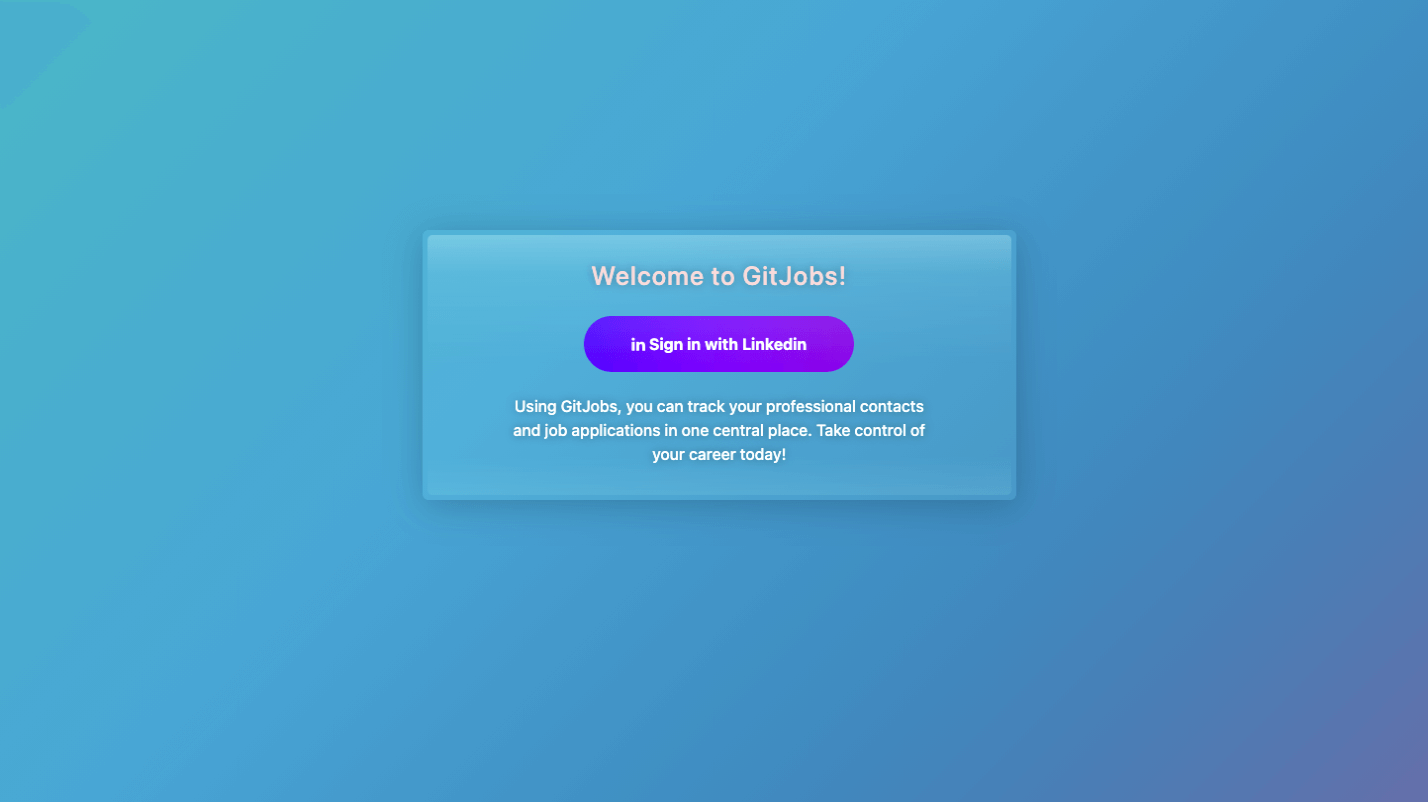 Welcome to GitJobs!
in Sign in with Linkedin
Using GitJobs, you can track your professional contacts
and job applications in one central place. Take control of
your career today!